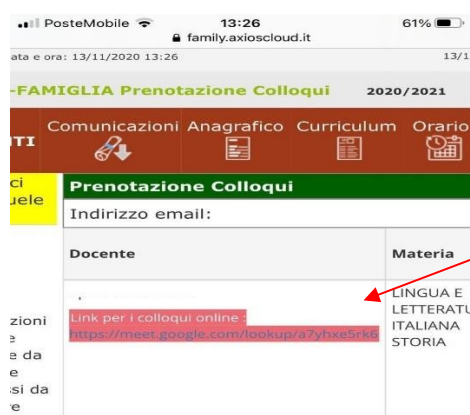 PosteMobile 13:26 61%
family.axioscloud.it
ata e ora: 13/11/2020 13:26 13/1
-FAMIGLIA Prenotazione Colloqui 2020/2021
NTI Comunicazioni Anagrafico Curriculum Orario
ci
uele
Prenotazione Colloqui
Indirizzo email:
Docente Materia
Link per i colloqui online :
https://meet.google.com/lookup/a7yhxe5rk6
LINGUA E
LETTERATU
ITALIANA
STORIA
zioni
e
e da
e
si da
re